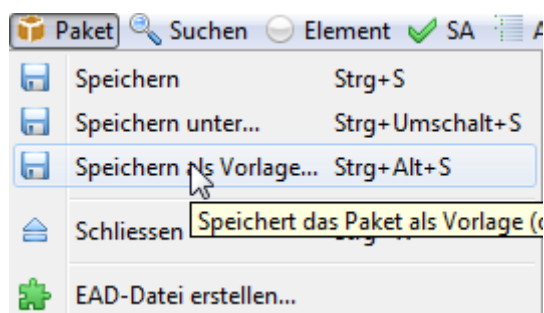 Paket Suchen Element SA A
Speichern Strg+S
Speichern unter... Strg+Umschalt+S
Speichern als Vorlage... Strg+Alt+S
Speichert das Paket als Vorlage (
Schliessen
EAD-Datei erstellen...